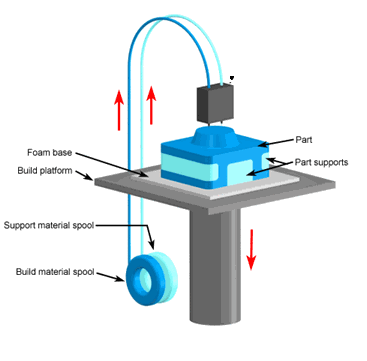 Part
Foam base
Part supports
Build platform
Support material spool
Build material spool